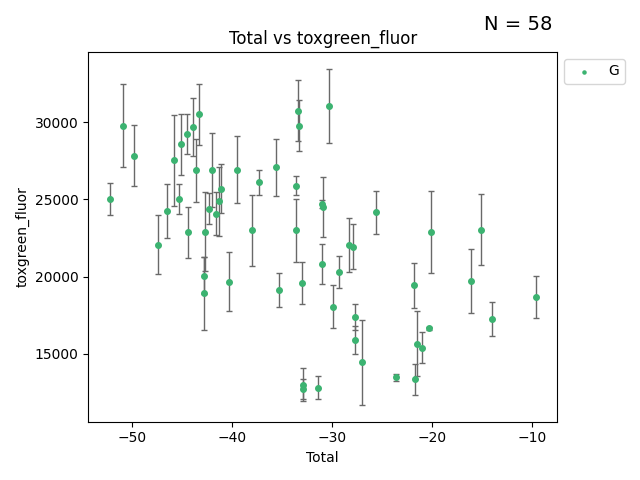 N = 58
Total vs toxgreen_fluor
G
30000
25000
20000
15000
toxgreen_fluor
−50 −40 −30 −20 −10
Total